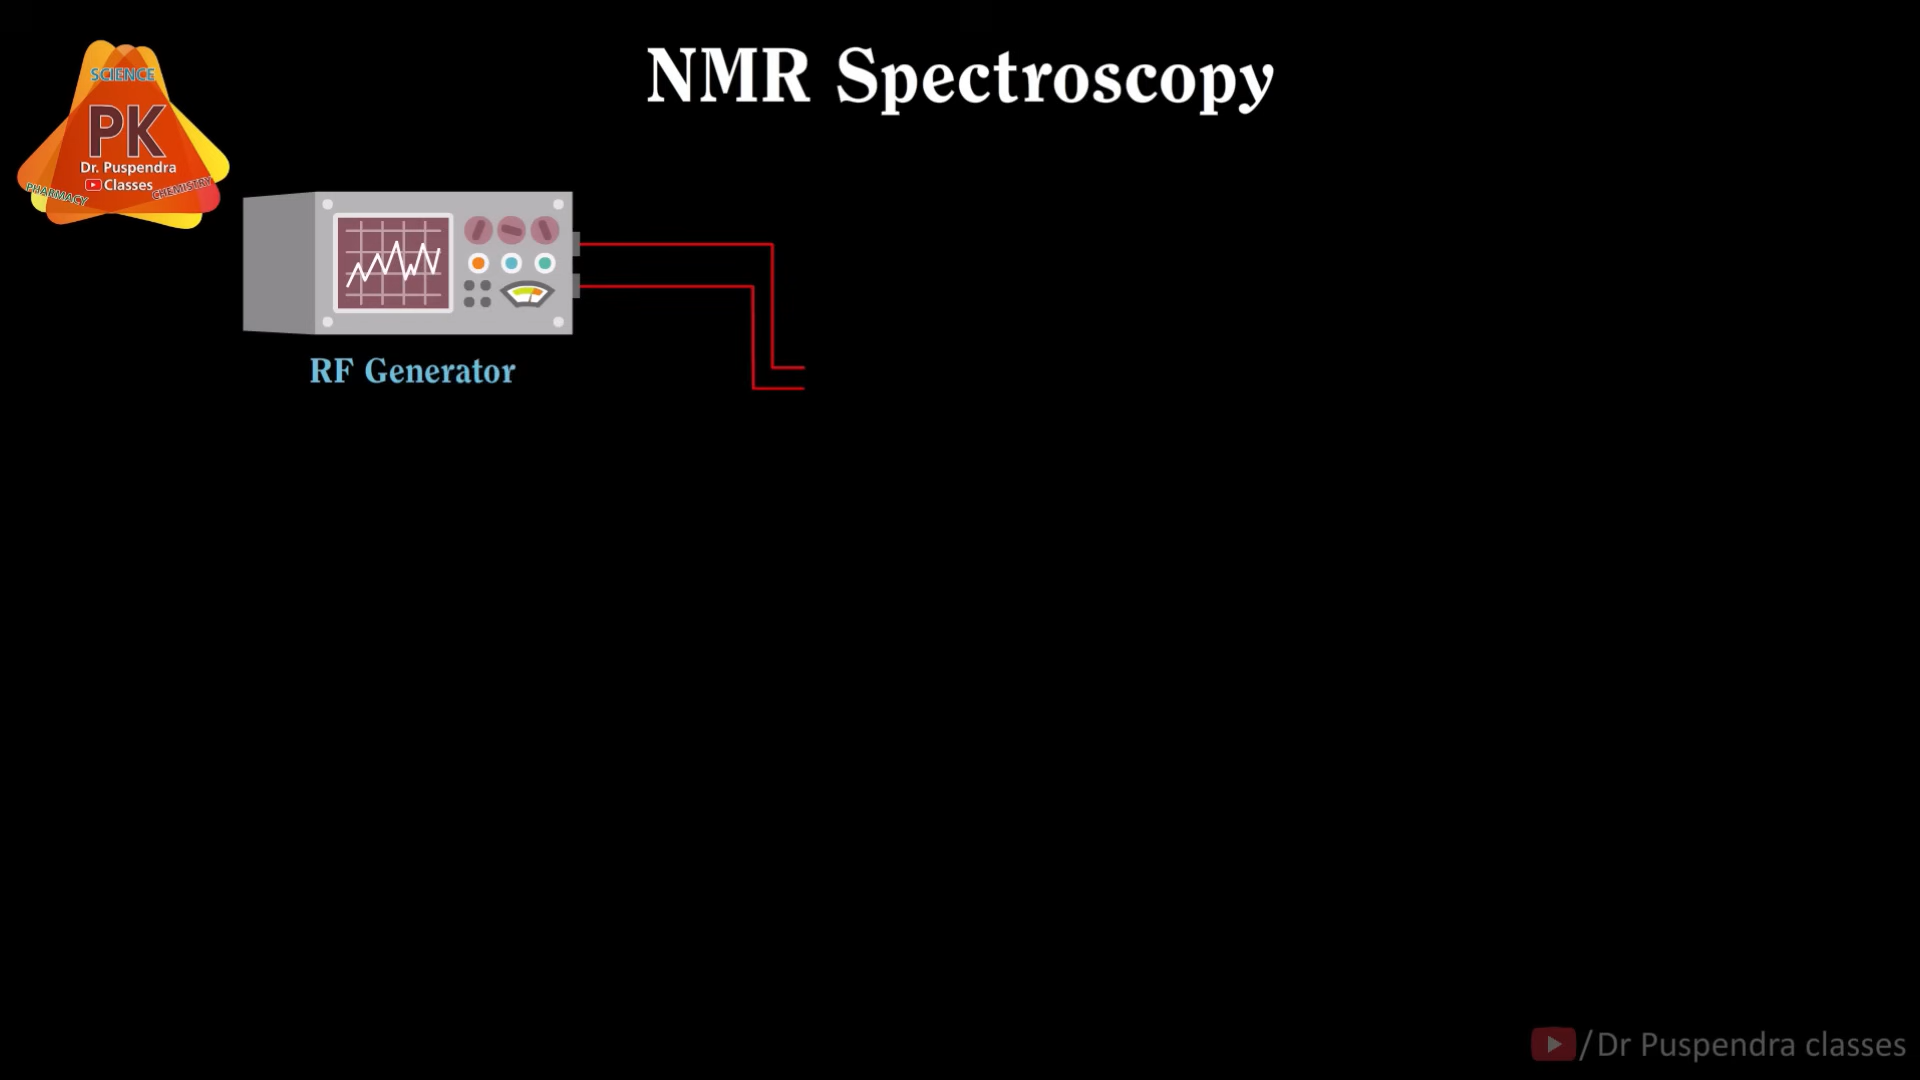 NMR Spectroscopy
SCIENCE
PK
Dr. Puspendra
Classes
PHARMACY
CHEMISTRY
RF Generator
/Dr Puspendra classes